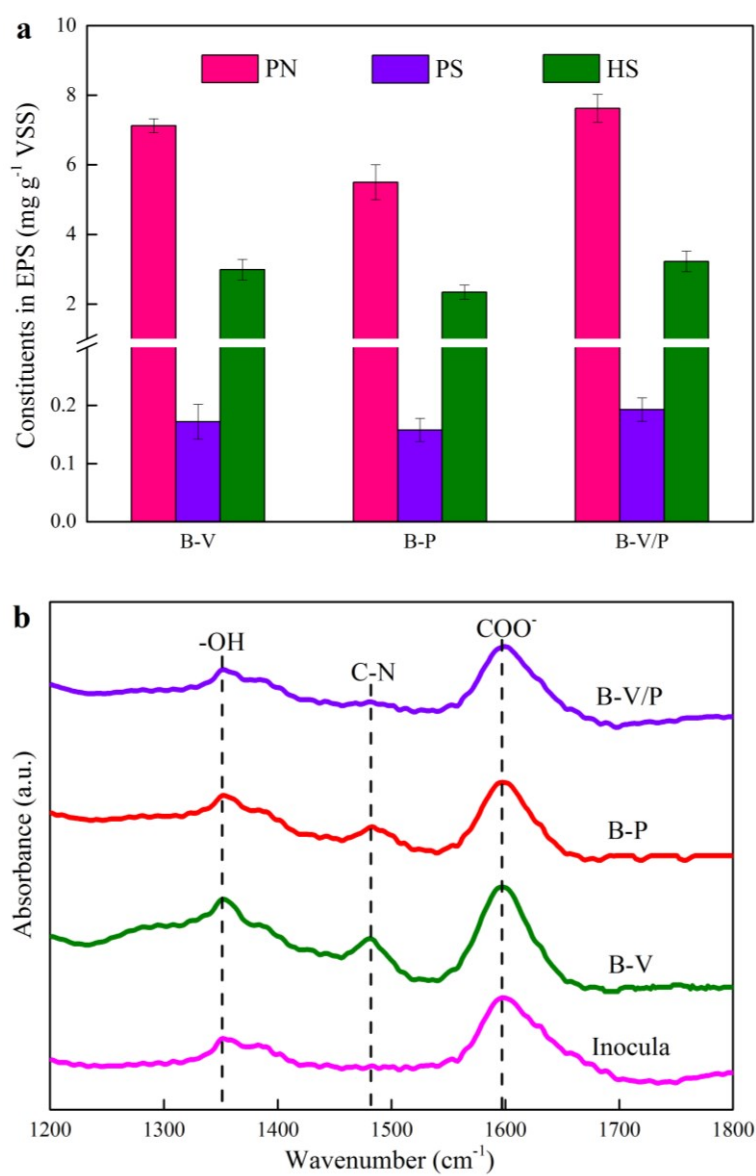 a
PN PS HS
Constituents in EPS (mg g⁻¹ VSS)
10
8
6
4
2
0.2
0.1
0.0
B-V B-P B-V/P
b
-OH C-N COO⁻
B-V/P
B-P
B-V
Inocula
Absorbance (a.u.)
1200 1300 1400 1500 1600 1700 1800
Wavenumber (cm⁻¹)